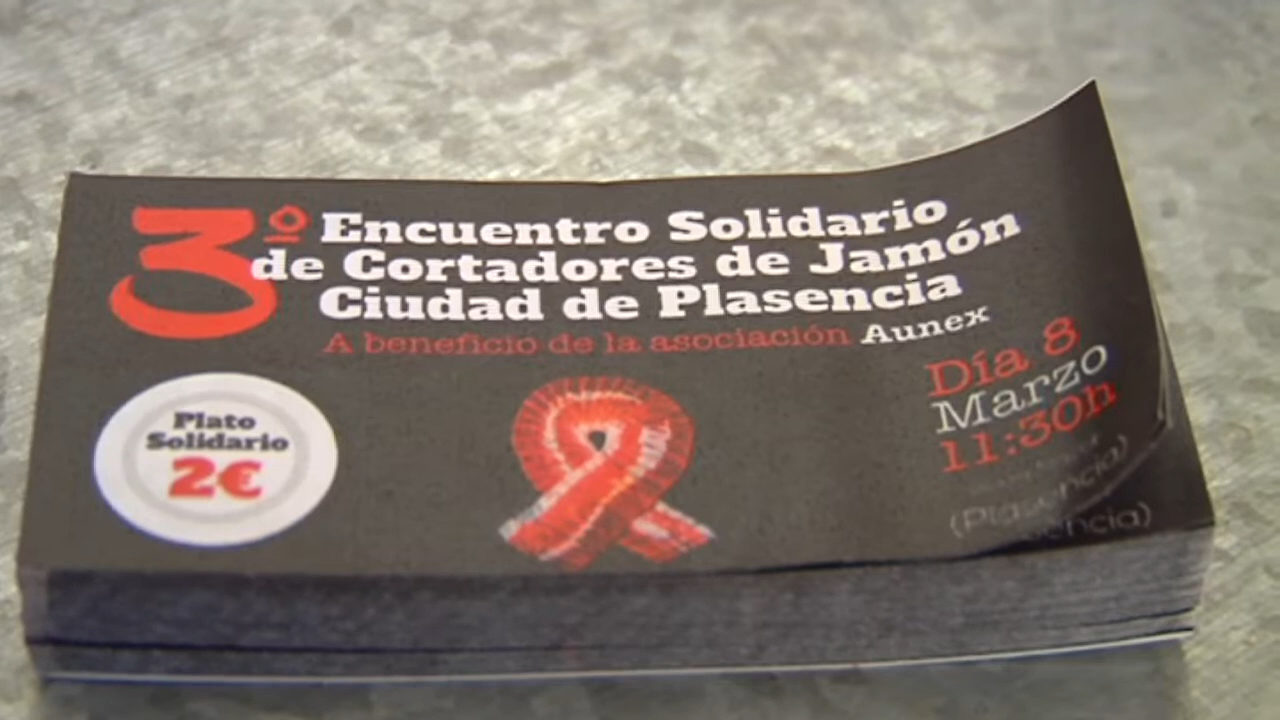 3º Encuentro Solidario
de Cortadores de Jamón
Ciudad de Plasencia
A beneficio de la asociación Aunex
Plato
Solidario
2€
Día 8
Marzo
11:30h